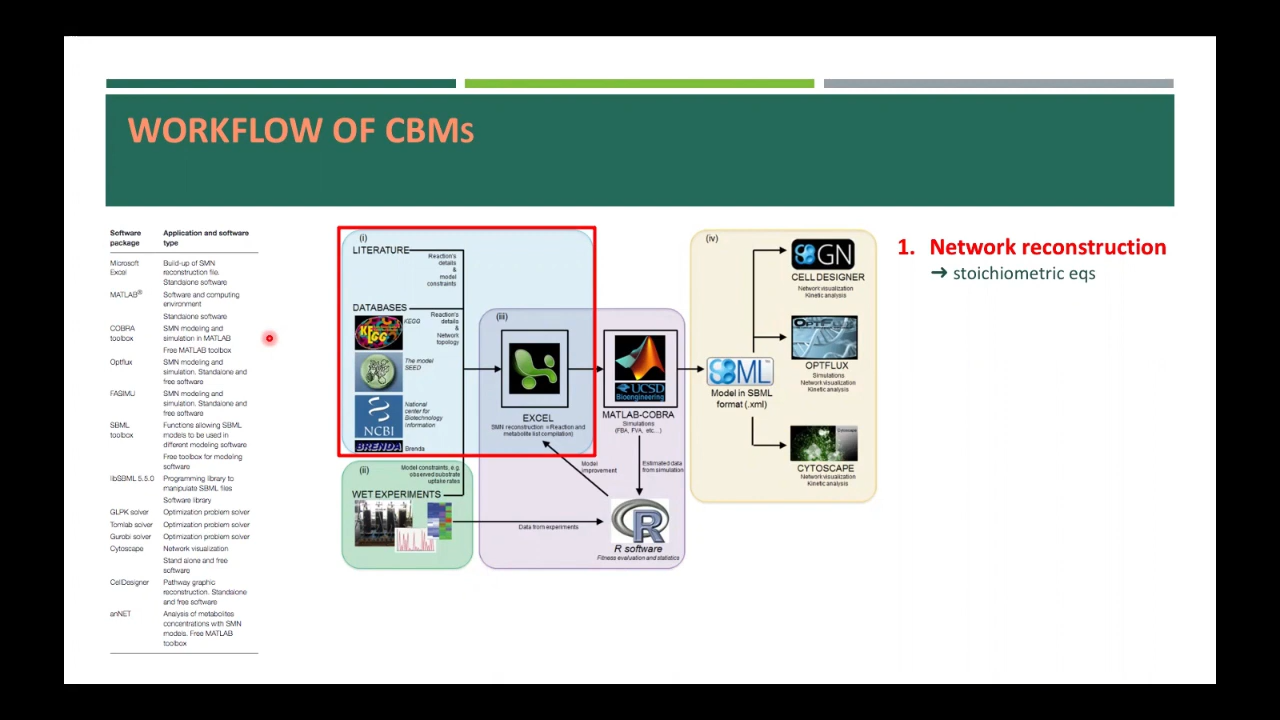 WORKFLOW OF CBMs
Software package
Application and software type
Microsoft Excel
Build-up of SMN reconstruction file. Standalone software
MATLAB®
Software and computing environment
Standalone software
COBRA toolbox
SMN modeling and simulation in MATLAB
Free MATLAB toolbox
Optflux
SMN modeling and simulation. Standalone and free software
FASIMU
SMN modeling and simulation. Standalone and free software
SBML toolbox
Functions allowing SBML models to be used in different modeling software
Free toolbox for modeling software
libSBML 5.5.0
Programming library to manipulate SBML files
Software library
GLPK solver
Optimization problem solver
Tomlab solver
Optimization problem solver
Gurobi solver
Optimization problem solver
Cytoscape
Network visualization
Stand alone and free software
CellDesigner
Pathway graphic reconstruction. Standalone and free software
anNET
Analysis of metabolites concentrations with SMN models. Free MATLAB toolbox
(i)
LITERATURE
Reaction's details & model constraints
DATABASES
Reaction's details & Network topology
KEGG
KEGG
The model SEED
NCBI
National center for Biotechnology Information
BRENDA
Brenda
(ii)
Model constraints, e.g. observed substrate uptake rates
WET EXPERIMENTS
(iii)
EXCEL
SMN reconstruction (Reaction and metabolite list compilation)
UCSD
Bioengineering
MATLAB-COBRA
Simulations
(FBA, FVA, etc...)
Model improvement
Estimated data from simulation
Data from experiments
R
R software
Fitness evaluation and statistics
(iv)
SBML
Model in SBML format (.xml)
SBGN
CELL DESIGNER
Network visualization
Kinetic analysis
OPTFLUX
OPTFLUX
Simulations
Network visualization
Kinetic analysis
Cytoscape
CYTOSCAPE
Network visualization
Kinetic analysis
1. Network reconstruction
➔ stoichiometric eqs